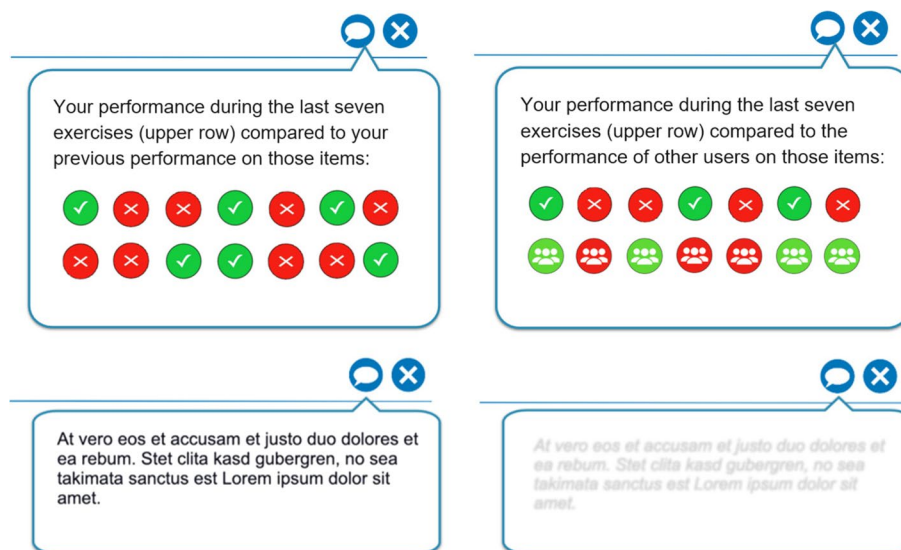 Your performance during the last seven
exercises (upper row) compared to your
previous performance on those items:
Your performance during the last seven
exercises (upper row) compared to the
performance of other users on those items:
At vero eos et accusam et justo duo dolores et
ea rebum. Stet clita kasd gubergren, no sea
takimata sanctus est Lorem ipsum dolor sit
amet.
At vero eos et accusam et justo duo dolores et
ea rebum. Stet clita kasd gubergren, no sea
takimata sanctus est Lorem ipsum dolor sit
amet.